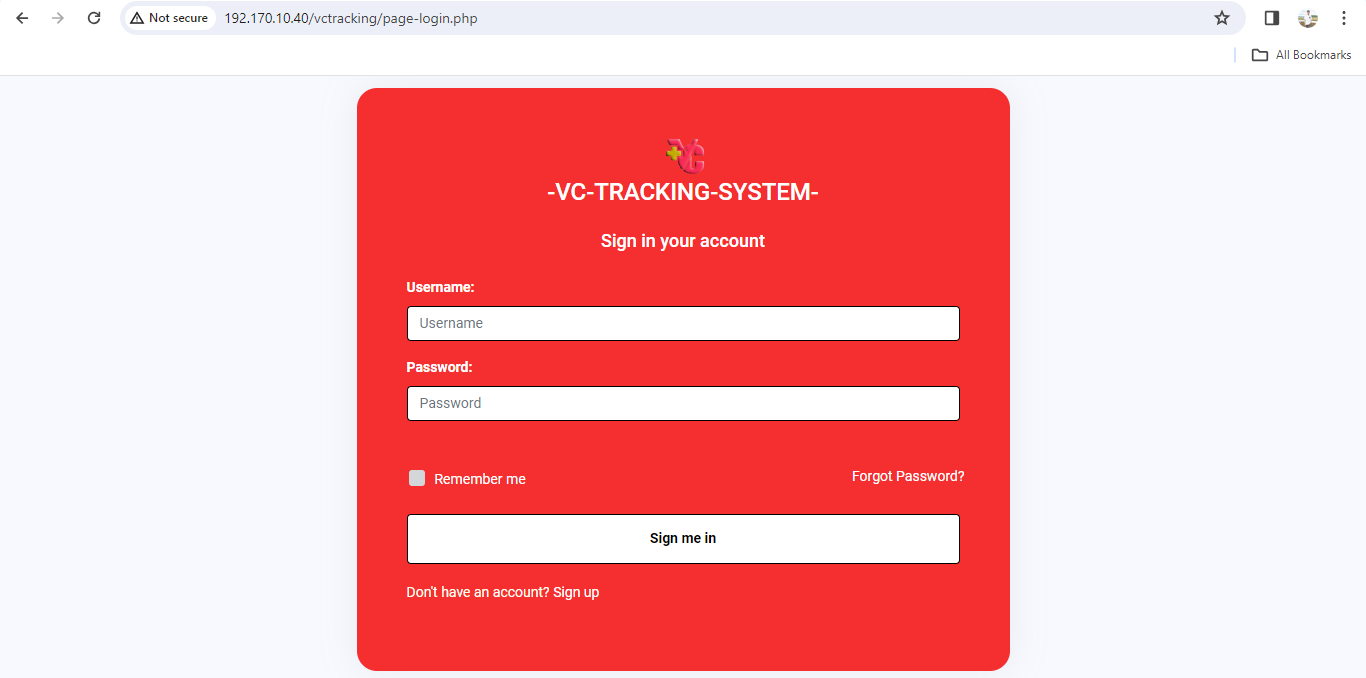 Not secure 192.170.10.40/vctracking/page-login.php
All Bookmarks
VC
-VC-TRACKING-SYSTEM-
Sign in your account
Username:
Username
Password:
Password
Remember me Forgot Password?
Sign me in
Don't have an account? Sign up